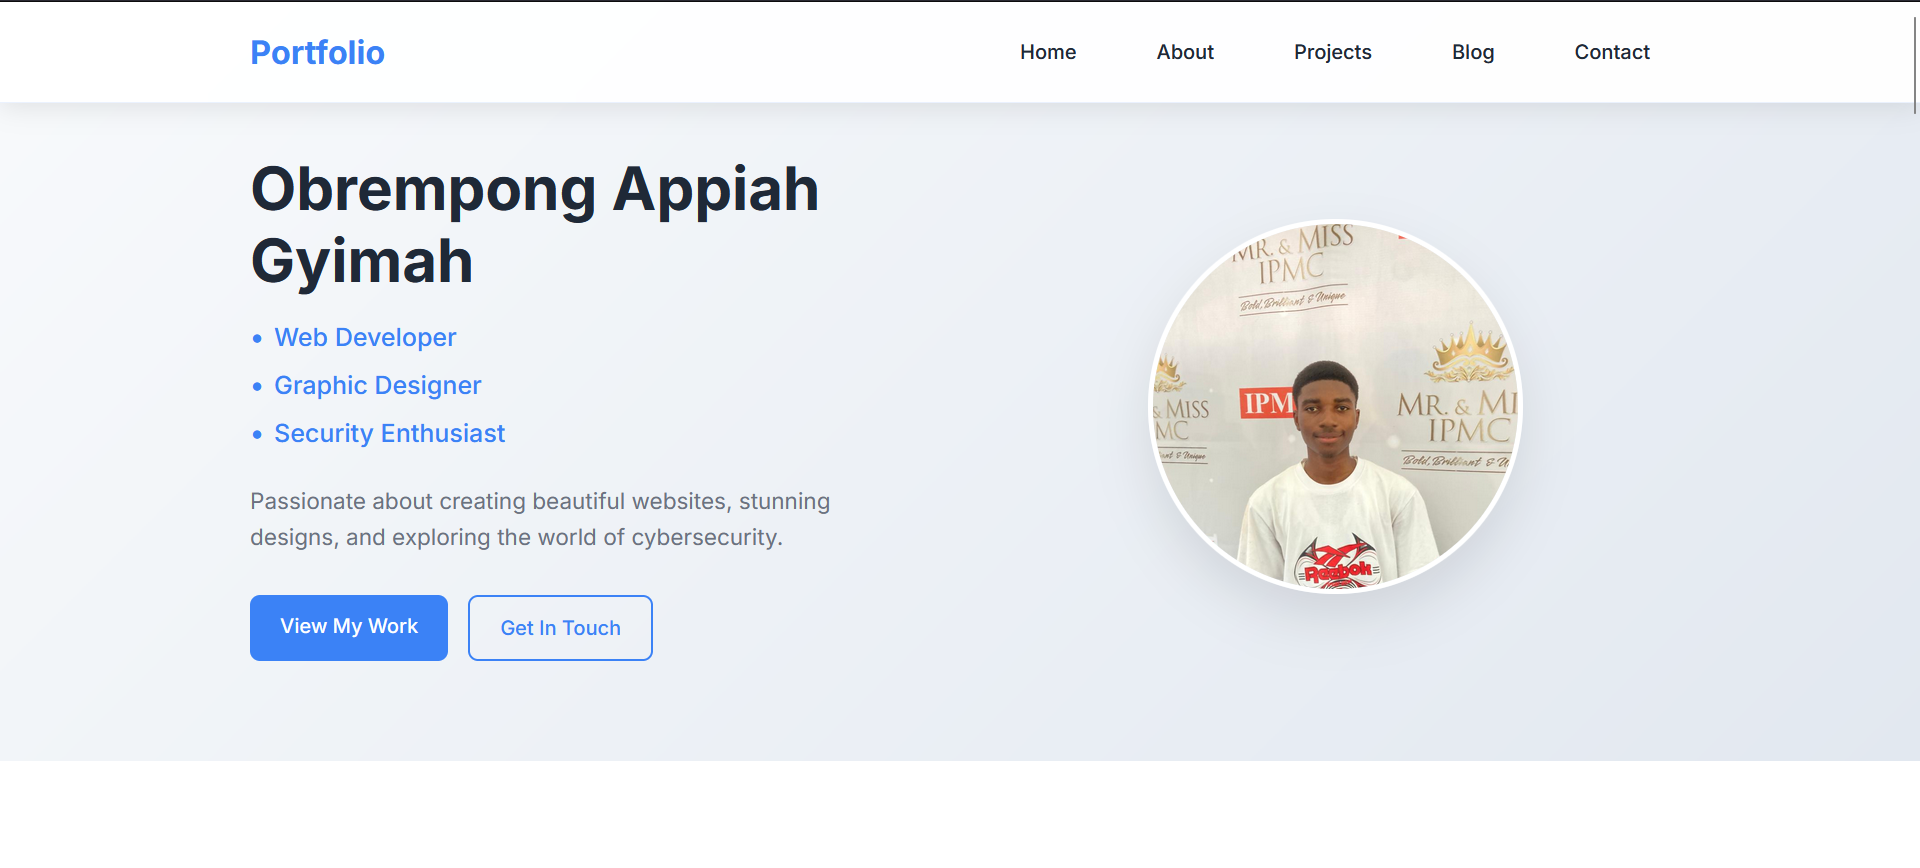 Portfolio
Home
About
Projects
Blog
Contact
Obrempong Appiah
Gyimah
• Web Developer
• Graphic Designer
• Security Enthusiast
Passionate about creating beautiful websites, stunning
designs, and exploring the world of cybersecurity.
View My Work
Get In Touch
MR. & MISS
IPMC
Bold, Brilliant & Unique
IPM
& MISS
MC
& Unique
MR. & MI
IPMC
Bold, Brilliant & U
Reebok